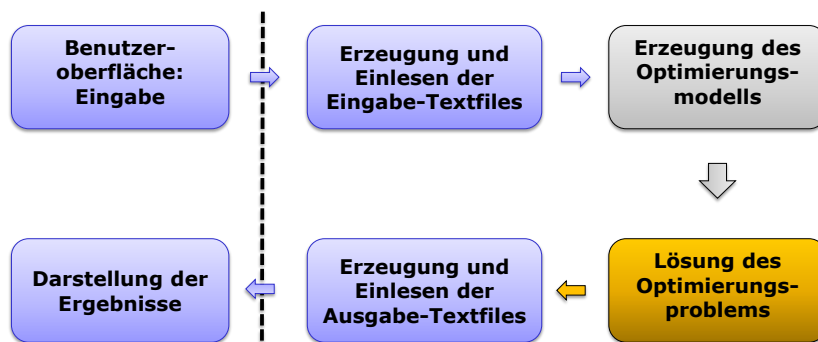 Benutzer-
oberfläche:
Eingabe
Erzeugung und
Einlesen der
Eingabe-Textfiles
Erzeugung des
Optimierungs-
modells
Darstellung der
Ergebnisse
Erzeugung und
Einlesen der
Ausgabe-Textfiles
Lösung des
Optimierungs-
problems